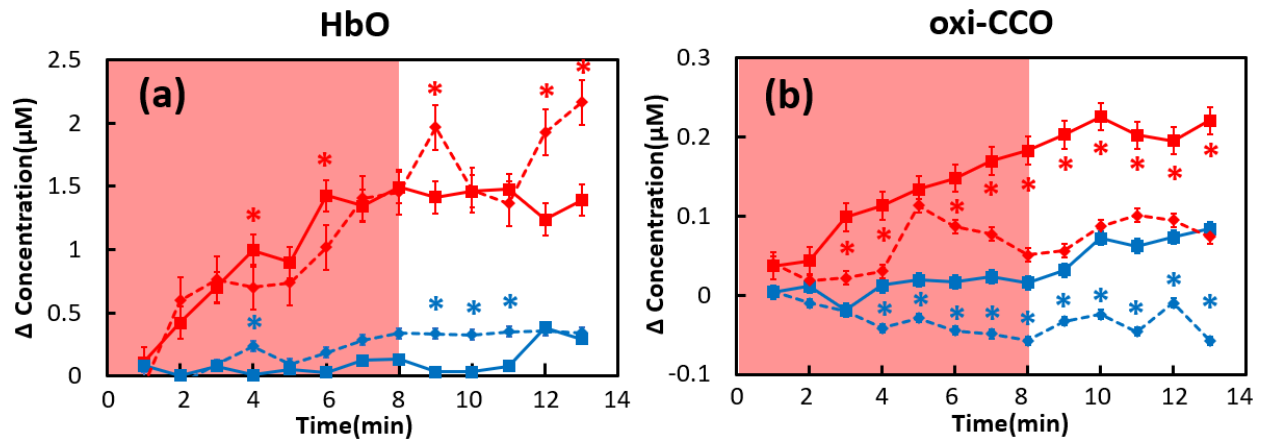 HbO
oxi-CCO
(a)
Δ Concentration(µM)
2.5
2
1.5
1
0.5
0
* * * * * *
* * * *
0 2 4 6 8 10 12 14
Time(min)
(b)
Δ Concentration(µM)
0.3
0.2
0.1
0
-0.1
* * * * * * * * * *
* * * * * * * * * *
0 2 4 6 8 10 12 14
Time(min)